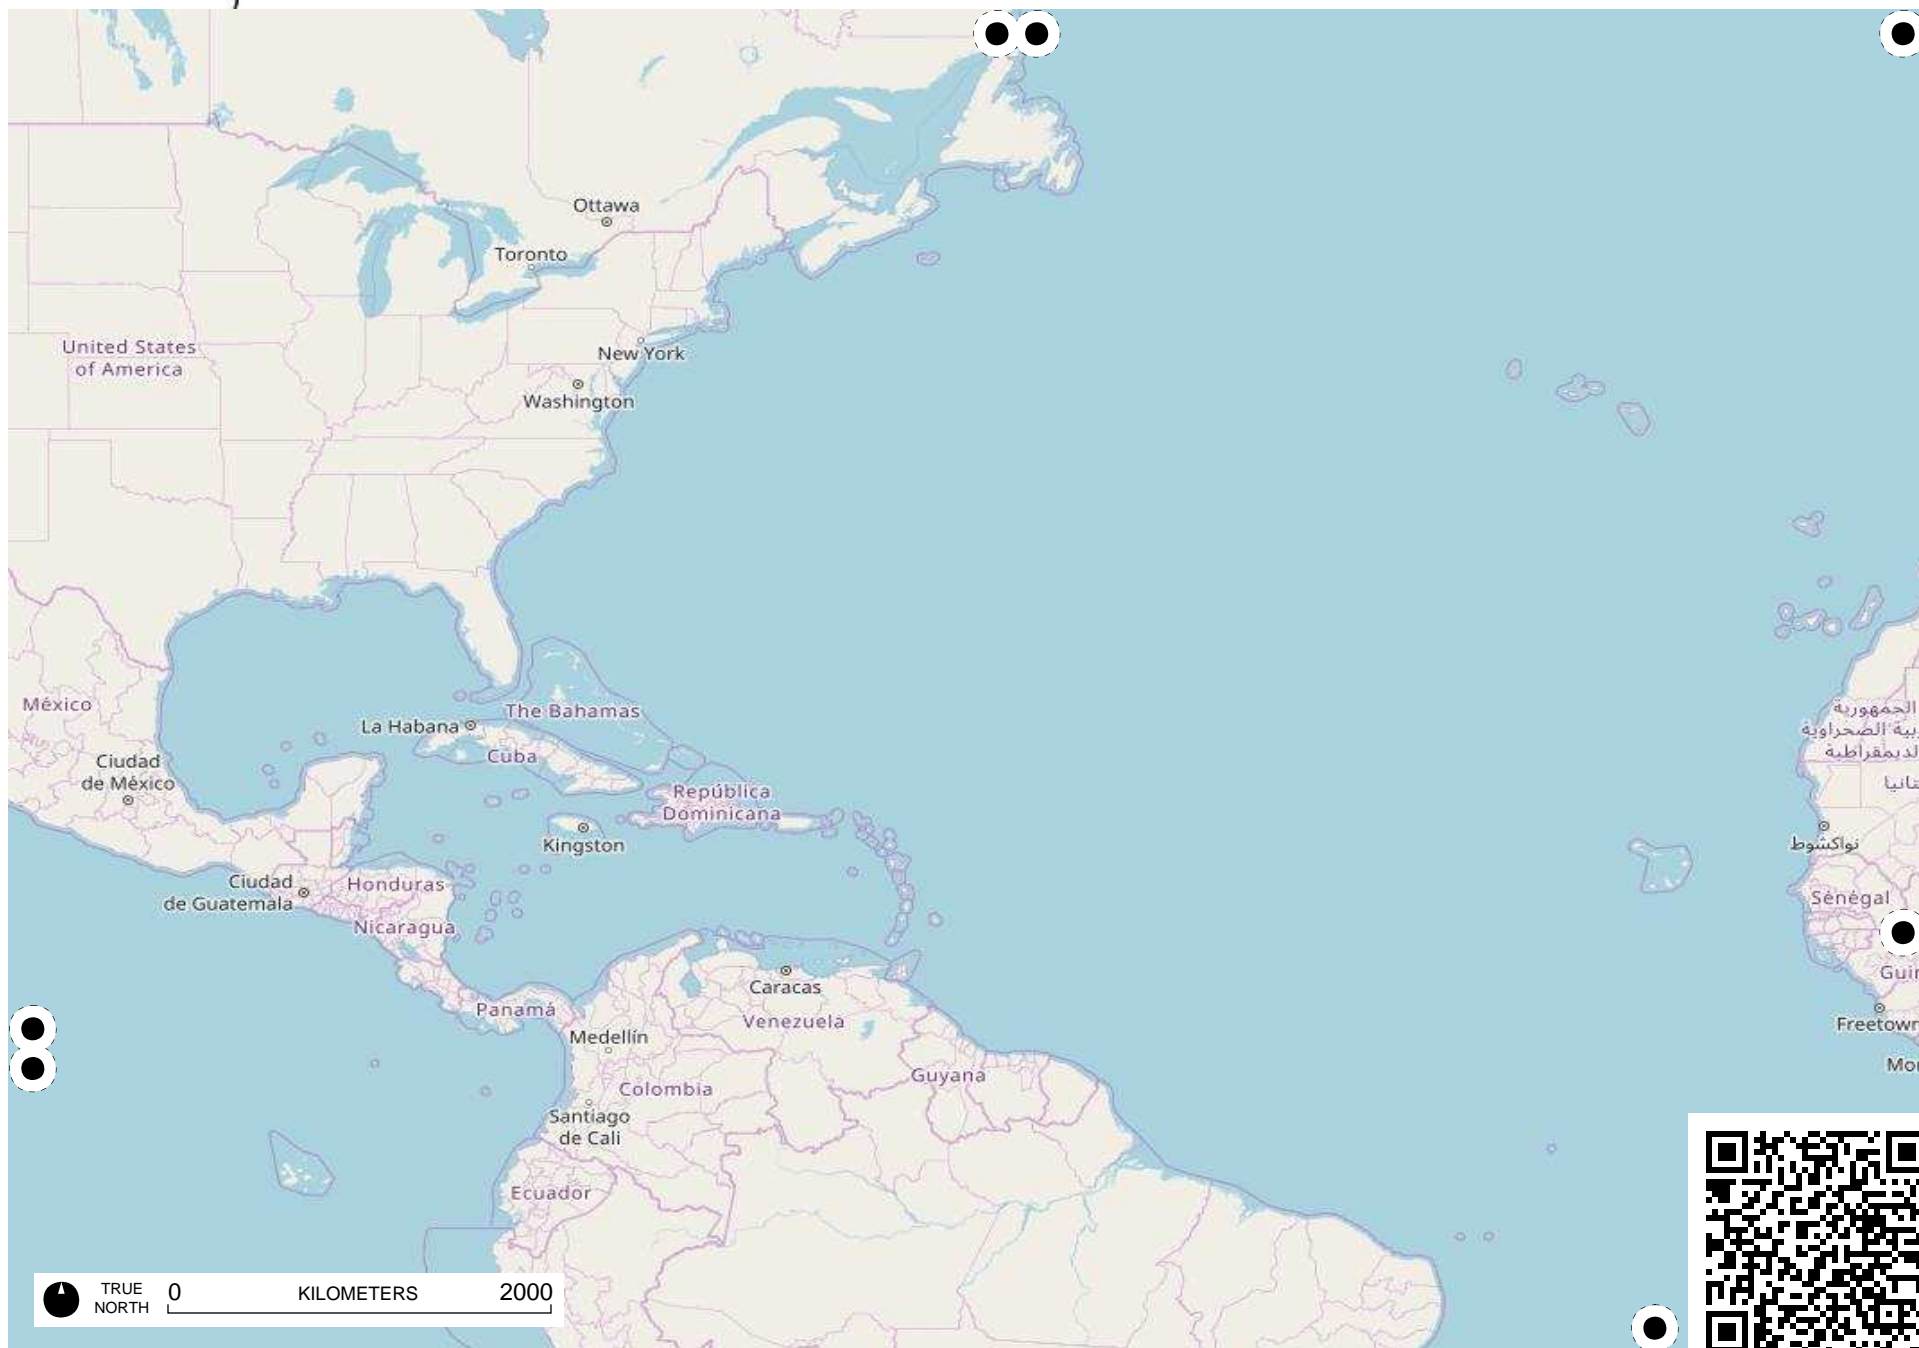 Ottawa
Toronto
United States
of America
New York
Washington
México
La Habana
The Bahamas
Cuba
Ciudad
de México
República
Dominicana
Kingston
Ciudad
de Guatemala
Honduras
Nicaragua
Panamá
Caracas
Venezuela
Medellín
Colombia
Guyana
Santiago
de Cali
Ecuador
نواكشوط
Sénégal
Freetown
TRUE
NORTH
0
KILOMETERS
2000